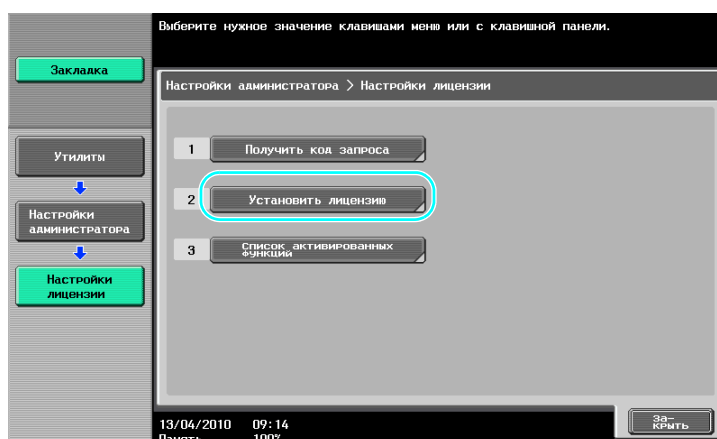 Выберите нужное значение клавишами меню или с клавишной панели.
Закладка
Настройки администратора > Настройки лицензии
Утилиты
Настройки
администратора
Настройки
лицензии
1 Получить код запроса
2 Установить лицензию
3 Список активированных
функций
13/04/2010 09:14
Память 100%
За-
крыть